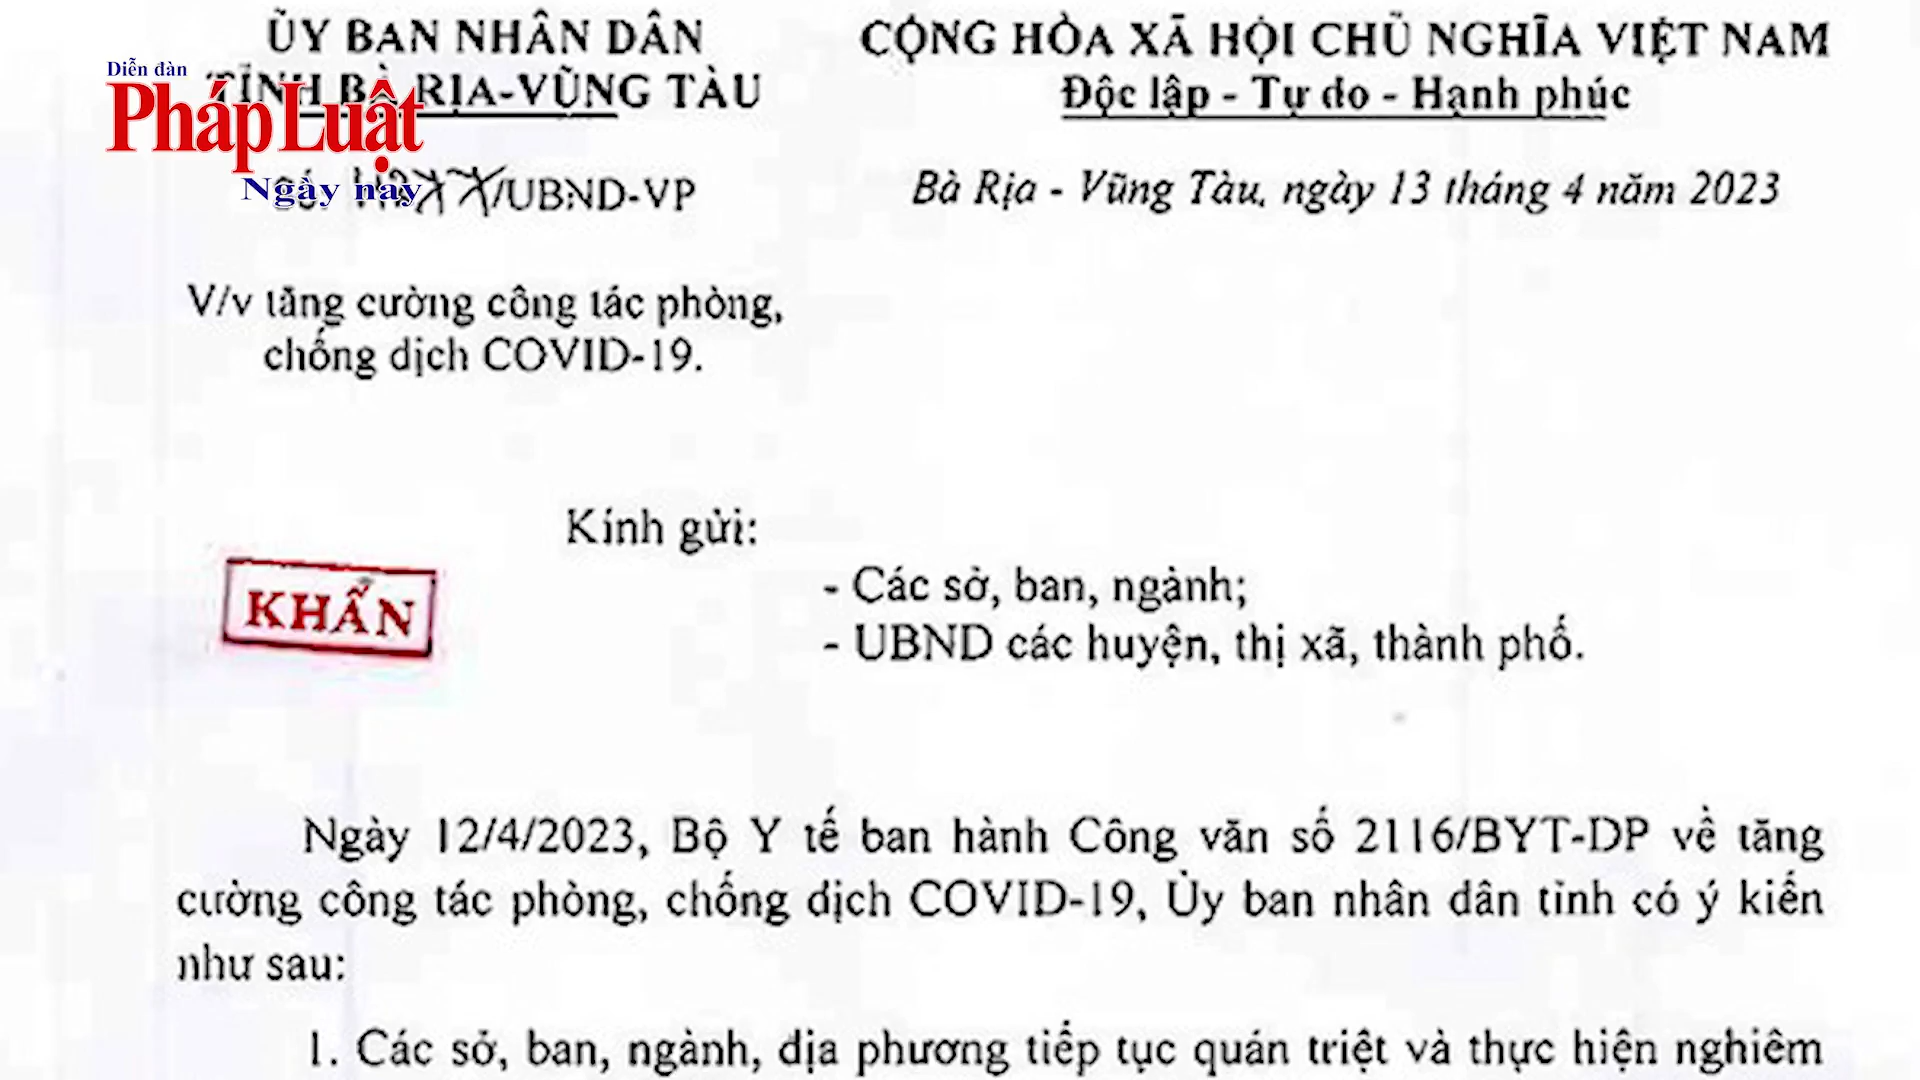 ỦY BAN NHÂN DÂN
TỈNH BÀ RỊA-VŨNG TÀU
CỘNG HÒA XÃ HỘI CHỦ NGHĨA VIỆT NAM
Độc lập - Tự do - Hạnh phúc
Diễn đàn
Pháp Luật
Ngày nay
/UBND-VP
Bà Rịa - Vũng Tàu, ngày 13 tháng 4 năm 2023
V/v tăng cường công tác phòng,
chống dịch COVID-19.
Kính gửi:
KHẨN
- Các sở, ban, ngành;
- UBND các huyện, thị xã, thành phố.
Ngày 12/4/2023, Bộ Y tế ban hành Công văn số 2116/BYT-DP về tăng
cường công tác phòng, chống dịch COVID-19, Ủy ban nhân dân tỉnh có ý kiến
như sau:
1. Các sở, ban, ngành, địa phương tiếp tục quán triệt và thực hiện nghiêm